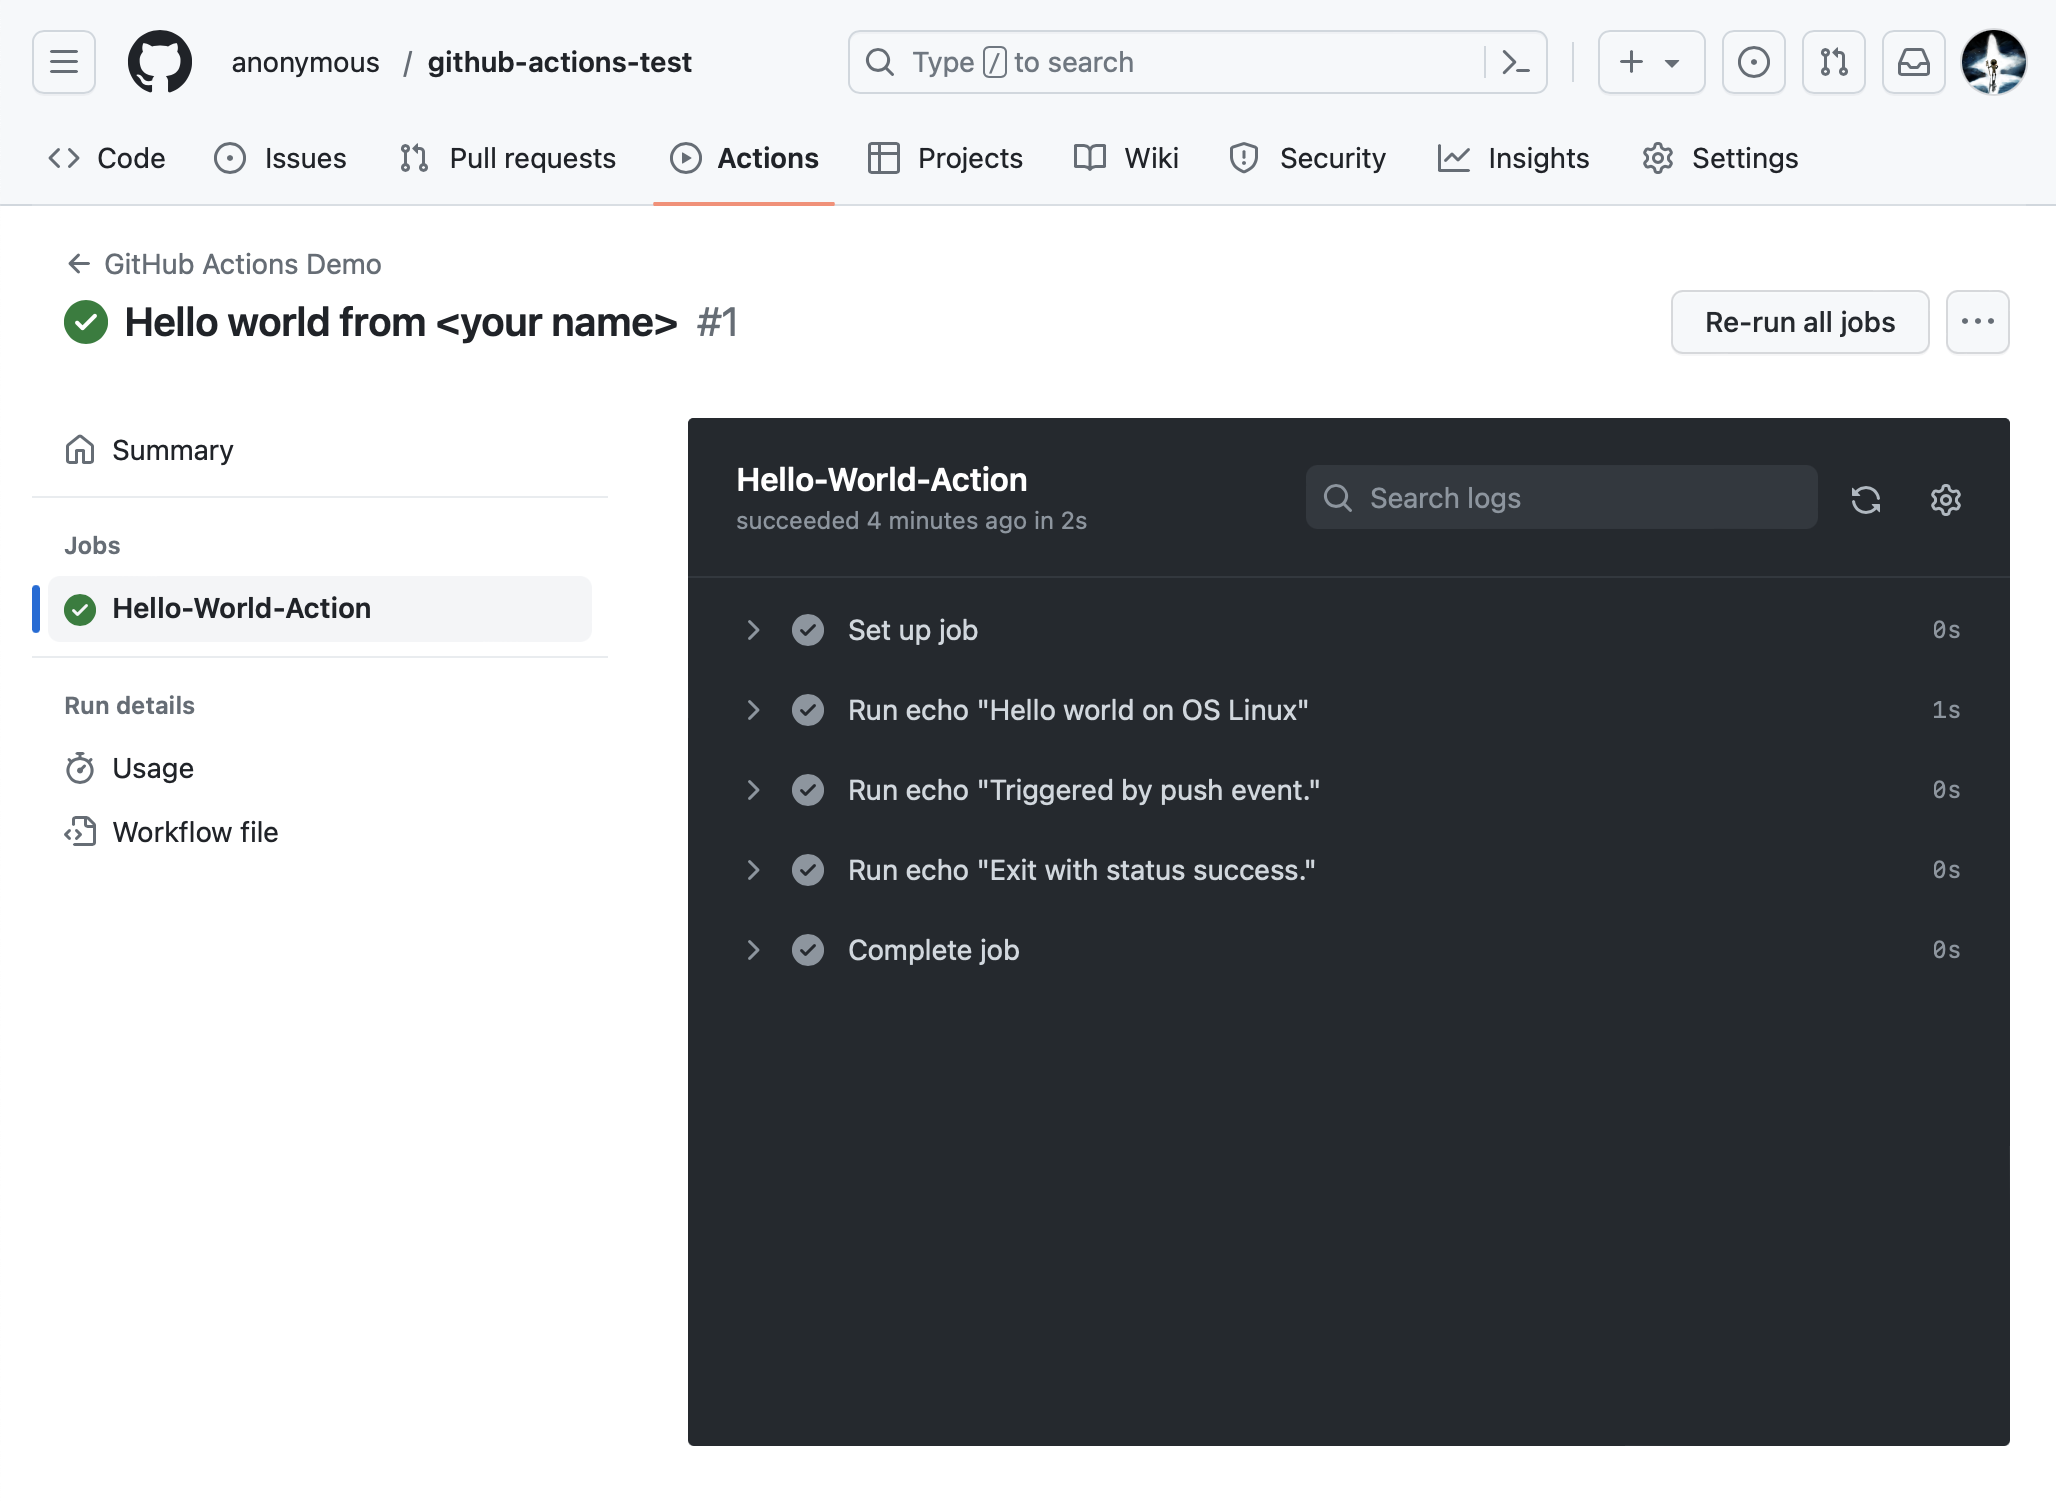 anonymous / github-actions-test
Type / to search
Code Issues Pull requests Actions Projects Wiki Security Insights Settings
GitHub Actions Demo
Hello world from <your name> #1
Re-run all jobs
Summary
Jobs
Hello-World-Action
Run details
Usage
Workflow file
Hello-World-Action
succeeded 4 minutes ago in 2s
Search logs
Set up job 0s
Run echo "Hello world on OS Linux" 1s
Run echo "Triggered by push event." 0s
Run echo "Exit with status success." 0s
Complete job 0s